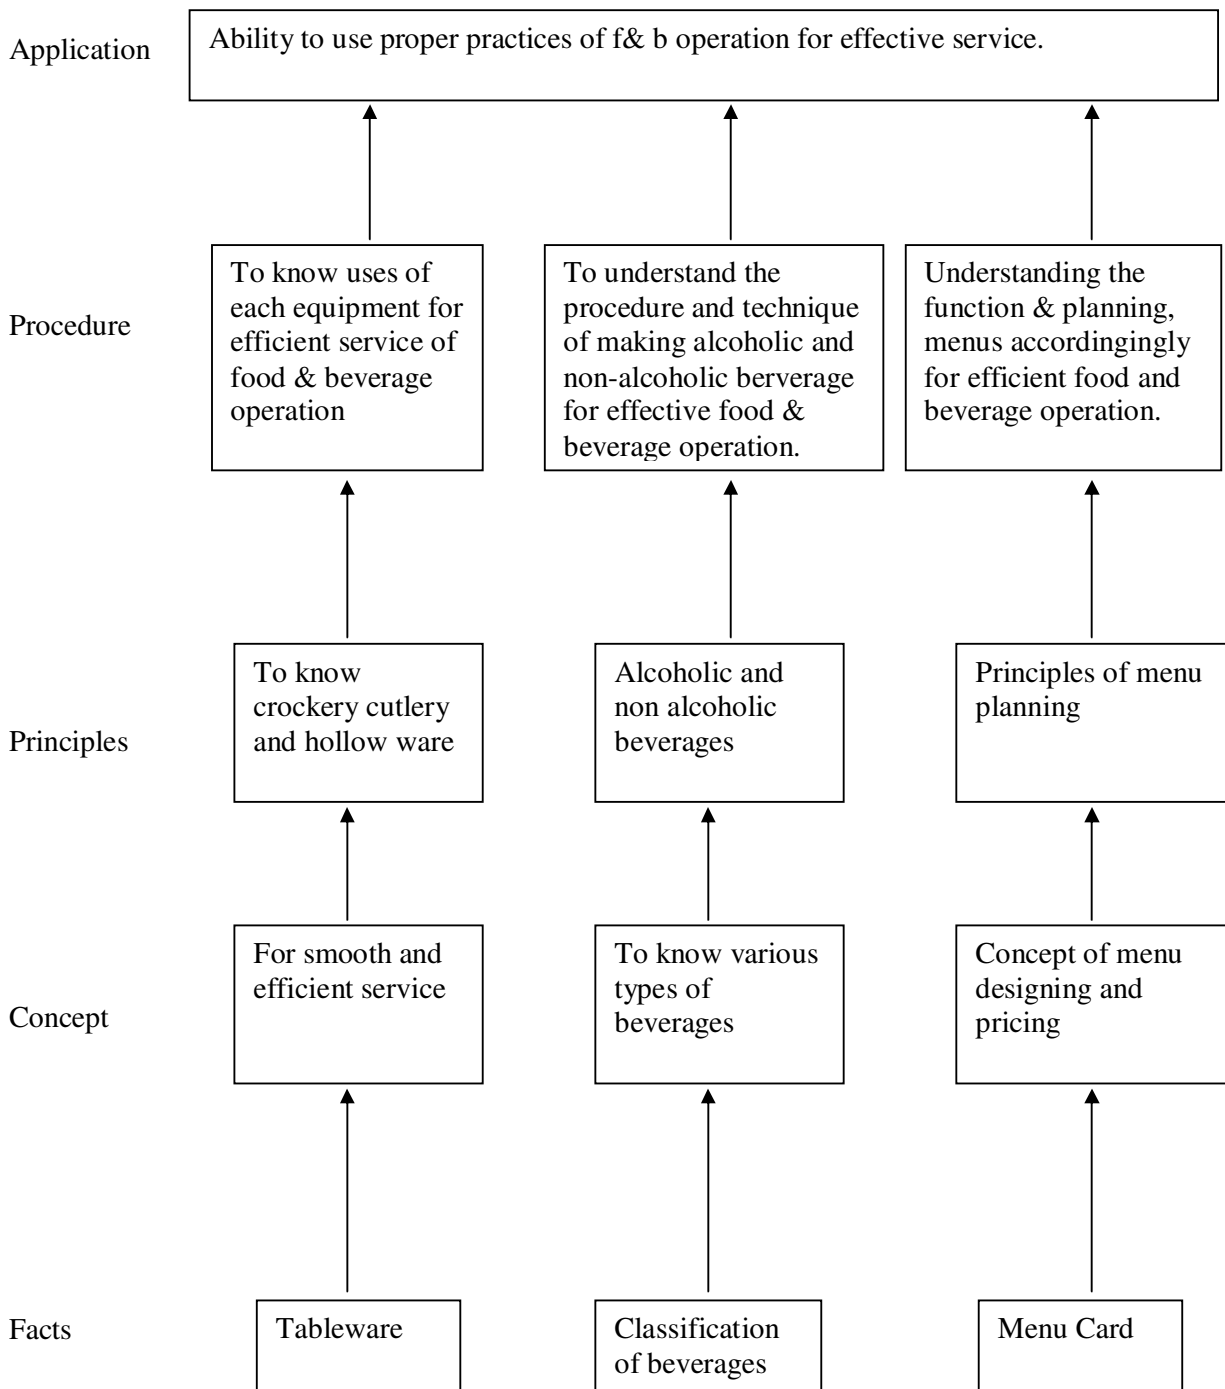 Application
Ability to use proper practices of f& b operation for effective service.
Procedure
To know uses of
each equipment for
efficient service of
food & beverage
operation
To understand the
procedure and technique
of making alcoholic and
non-alcoholic berverage
for effective food &
beverage operation.
Understanding the
function & planning,
menus accordingingly
for efficient food and
beverage operation.
Principles
To know
crockery cutlery
and hollow ware
Alcoholic and
non alcoholic
beverages
Principles of menu
planning
Concept
For smooth and
efficient service
To know various
types of
beverages
Concept of menu
designing and
pricing
Facts
Tableware
Classification
of beverages
Menu Card